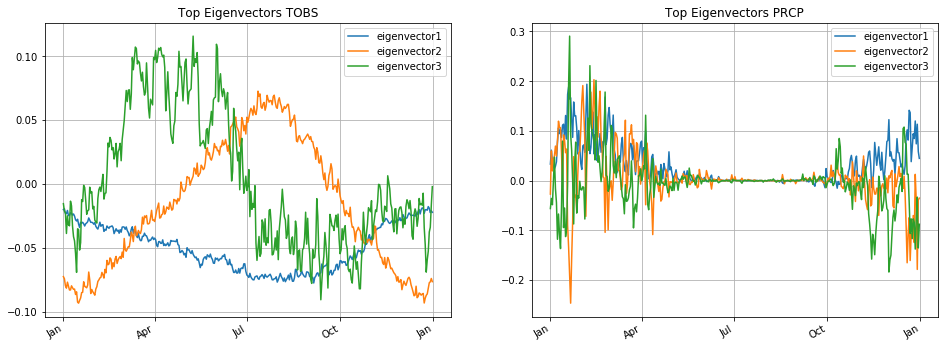 Top Eigenvectors TOBS
eigenvector1
eigenvector2
eigenvector3
0.10
0.05
0.00
−0.05
−0.10
Jan
Apr
Jul
Oct
Jan
Top Eigenvectors PRCP
eigenvector1
eigenvector2
eigenvector3
0.3
0.2
0.1
0.0
−0.1
−0.2
Jan
Apr
Jul
Oct
Jan